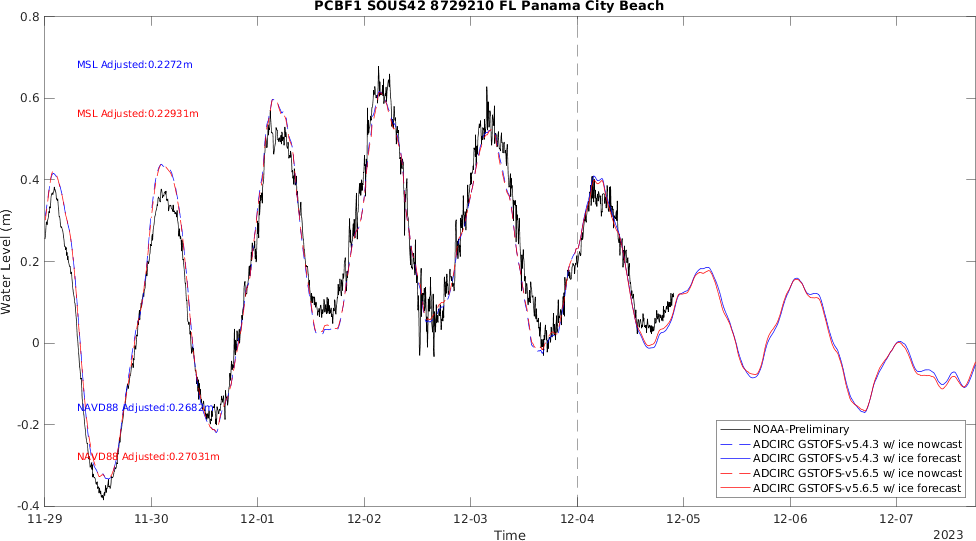 PCBF1 SOUS42 8729210 FL Panama City Beach
0.8
0.6
0.4
0.2
0
-0.2
-0.4
Water Level (m)
MSL Adjusted:0.2272m
MSL Adjusted:0.22931m
NAVD88 Adjusted:0.2682m
NAVD88 Adjusted:0.27031m
NOAA-Preliminary
ADCIRC GSTOFS-v5.4.3 w/ ice nowcast
ADCIRC GSTOFS-v5.4.3 w/ ice forecast
ADCIRC GSTOFS-v5.6.5 w/ ice nowcast
ADCIRC GSTOFS-v5.6.5 w/ ice forecast
11-29 11-30 12-01 12-02 12-03 12-04 12-05 12-06 12-07
Time
2023